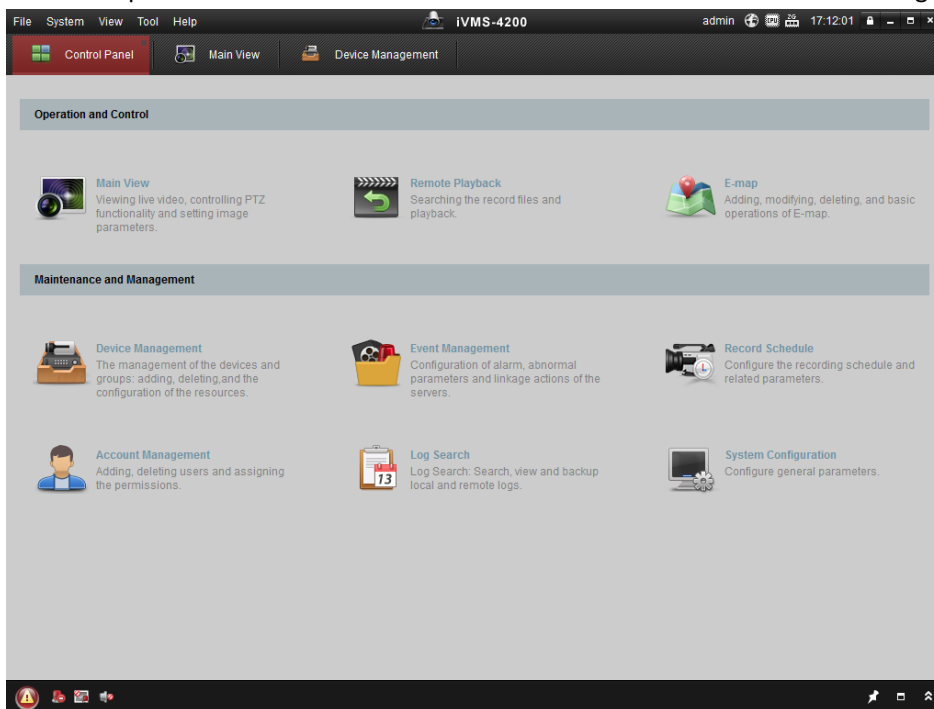 File System View Tool Help iVMS-4200 admin CPU 17:12:01
Control Panel Main View Device Management
Operation and Control
Main View
Viewing live video, controlling PTZ
functionality and setting image
parameters.
Remote Playback
Searching the record files and
playback.
E-map
Adding, modifying, deleting, and basic
operations of E-map.
Maintenance and Management
Device Management
The management of the devices and
groups: adding, deleting,and the
configuration of the resources.
Event Management
Configuration of alarm, abnormal
parameters and linkage actions of the
servers.
Record Schedule
Configure the recording schedule and
related parameters.
Account Management
Adding, deleting users and assigning
the permissions.
13
Log Search
Log Search: Search, view and backup
local and remote logs.
System Configuration
Configure general parameters.